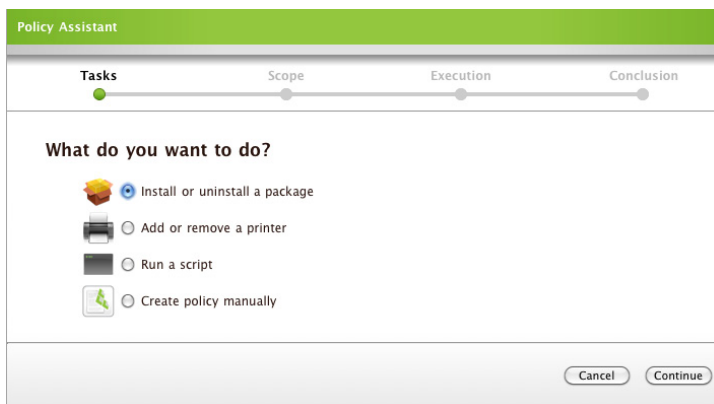 Policy Assistant
Tasks Scope Execution Conclusion
What do you want to do?
Install or uninstall a package
Add or remove a printer
Run a script
Create policy manually
Cancel Continue